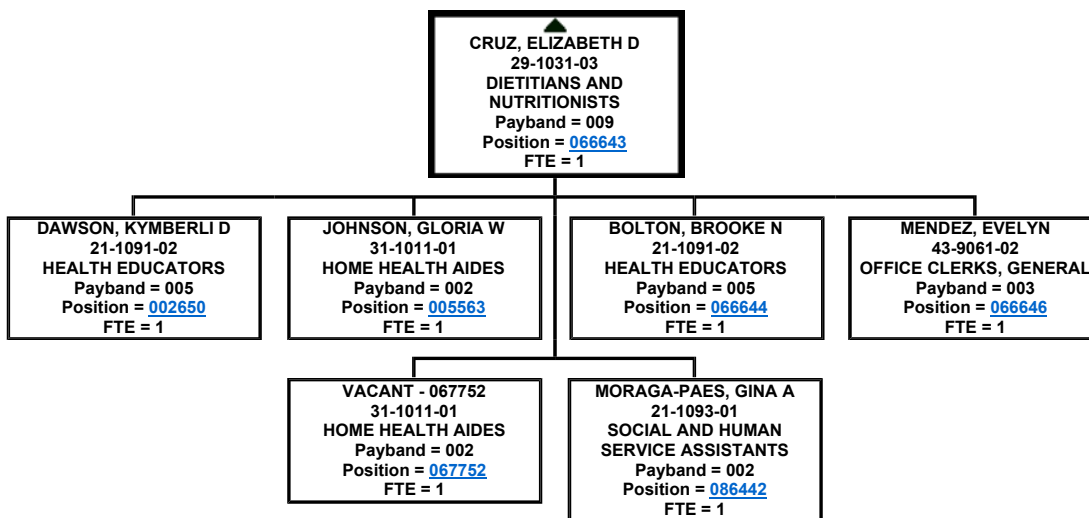 CRUZ, ELIZABETH D
29-1031-03
DIETITIANS AND
NUTRITIONISTS
Payband = 009
Position = 066643
FTE = 1
DAWSON, KYMBERLI D
21-1091-02
HEALTH EDUCATORS
Payband = 005
Position = 002650
FTE = 1
JOHNSON, GLORIA W
31-1011-01
HOME HEALTH AIDES
Payband = 002
Position = 005563
FTE = 1
BOLTON, BROOKE N
21-1091-02
HEALTH EDUCATORS
Payband = 005
Position = 066644
FTE = 1
MENDEZ, EVELYN
43-9061-02
OFFICE CLERKS, GENERAL
Payband = 003
Position = 066646
FTE = 1
VACANT - 067752
31-1011-01
HOME HEALTH AIDES
Payband = 002
Position = 067752
FTE = 1
MORAGA-PAES, GINA A
21-1093-01
SOCIAL AND HUMAN
SERVICE ASSISTANTS
Payband = 002
Position = 086442
FTE = 1